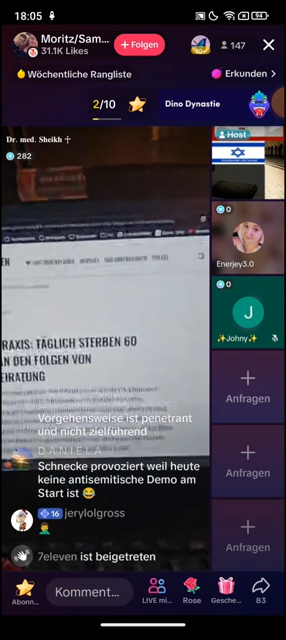 18:05
94
Moritz/Sam...
31.1K Likes
+ Folgen
147
Wöchentliche Rangliste
Erkunden >
2/10
Dino Dynastie
Dr. med. Sheikh
282
Host
0
Enerjey3.0
0
J
✨Johny✨
PRAXIS: TÄGLICH STERBEN 60
AN DEN FOLGEN VON
EIRATUNG
Vorgehensweise ist penetrant
und nicht zielführend
DANIELA
Schnecke provoziert weil heute
keine antisemitische Demo am
Start ist 😂
16 jerylolgross
🤦‍♂️
7eleven ist beigetreten
+
Anfragen
+
Anfragen
+
Anfragen
Abonn...
Komment...
LIVE mi...
Rose
Gesche...
83